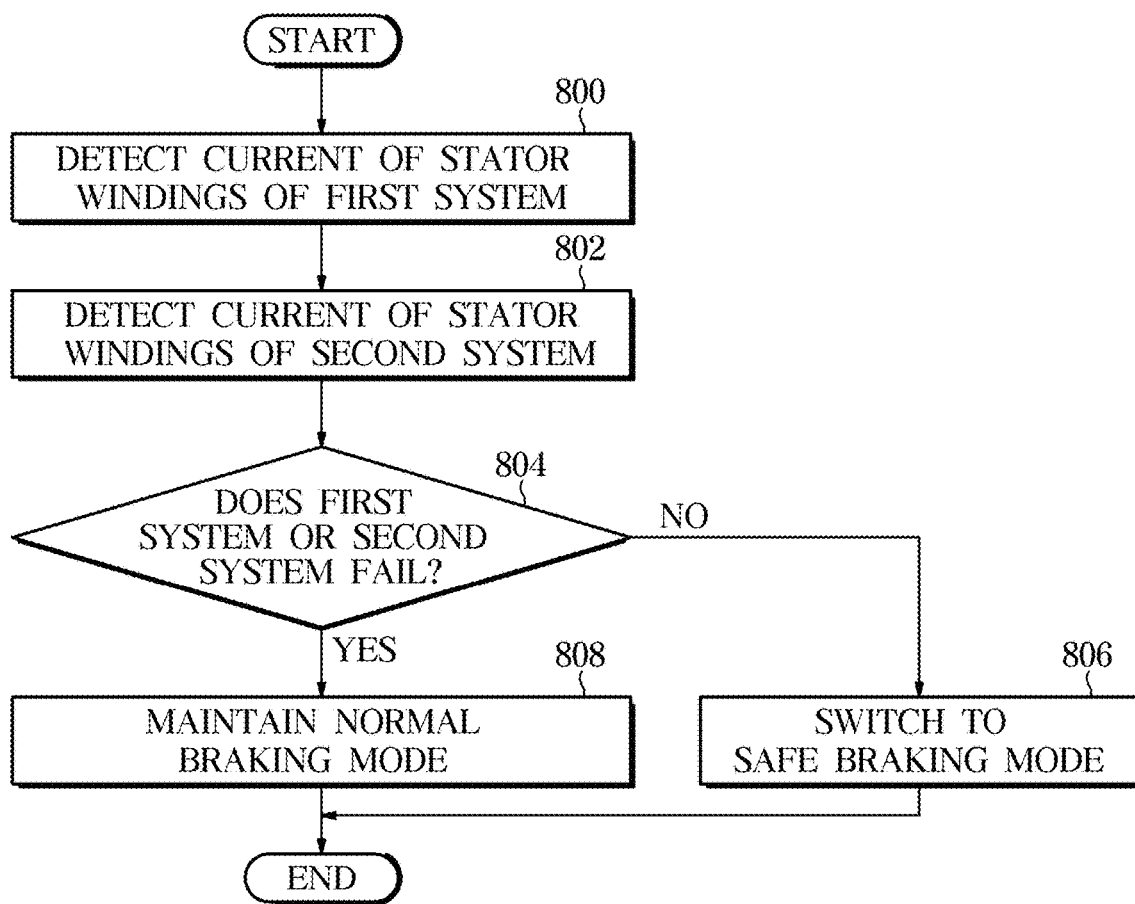 START
800
DETECT CURRENT OF STATOR
WINDINGS OF FIRST SYSTEM
802
DETECT CURRENT OF STATOR
WINDINGS OF SECOND SYSTEM
804
DOES FIRST
SYSTEM OR SECOND
SYSTEM FAIL?
NO
YES
808
MAINTAIN NORMAL
BRAKING MODE
806
SWITCH TO
SAFE BRAKING MODE
END